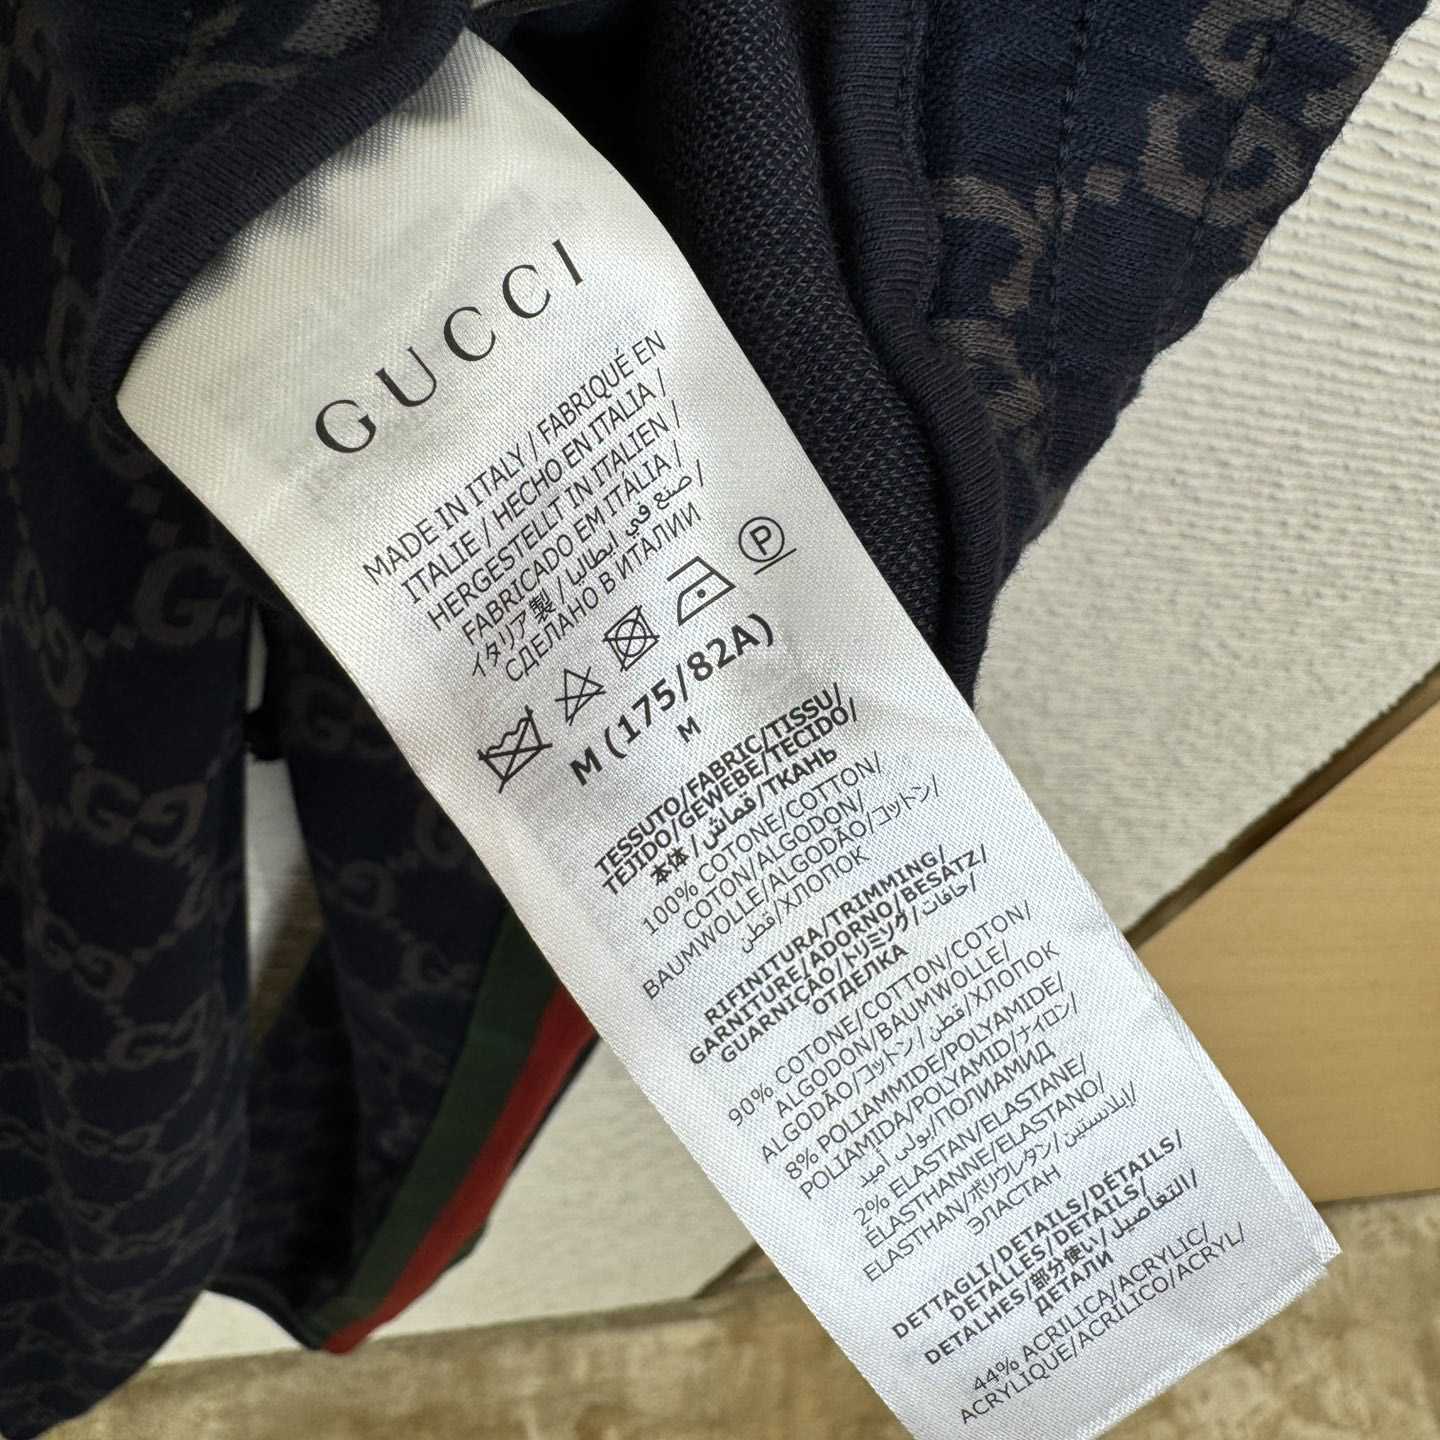 GUCCI
MADE IN ITALY / FABRIQUÉ EN
ITALIE / HECHO EN ITALIA /
HERGESTELLT IN ITALIEN /
FABRICADO EM ITALIA /
イタリア製 / صنع في ايطاليا /
СДЕЛАНО В ИТАЛИИ
P
M (175/82A)
M
TESSUTO/FABRIC/TISSU/
TEJIDO/GEWEBE/TECIDO/
本体/قماش/ТКАНЬ
100% COTONE/COTTON/
COTON/ALGODON/
BAUMWOLLE/ALGODÃO/コットン/
قطن/ХЛОПОК
RIFINITURA/TRIMMING/
GARNITURE/ADORNO/BESATZ/
GUARNIÇAO/トリミング/حافات/
ОТДЕЛКА
90% COTONE/COTTON/COTON/
ALGODON/BAUMWOLLE/
ALGODÃO/コットン/قطن/ХЛОПОК
8% POLIAMMIDE/POLYAMIDE/
POLIAMIDA/POLYAMID/ナイロン/
بولي أميد/ПОЛИАМИД
2% ELASTAN/ELASTANE/
ÉLASTHANNE/ELASTANO/
ELASTHAN/ポリウレタン/إيلاستين/
ЭЛАСТАН
DETTAGLI/DETAILS/DÉTAILS/
DETALLES/DETAILS/
DETALHES/部分使い/التفاصيل/
ДЕТАЛИ
44% ACRILICA/ACRYLIC/
ACRYLIQUE/ACRILICO/ACRYL/